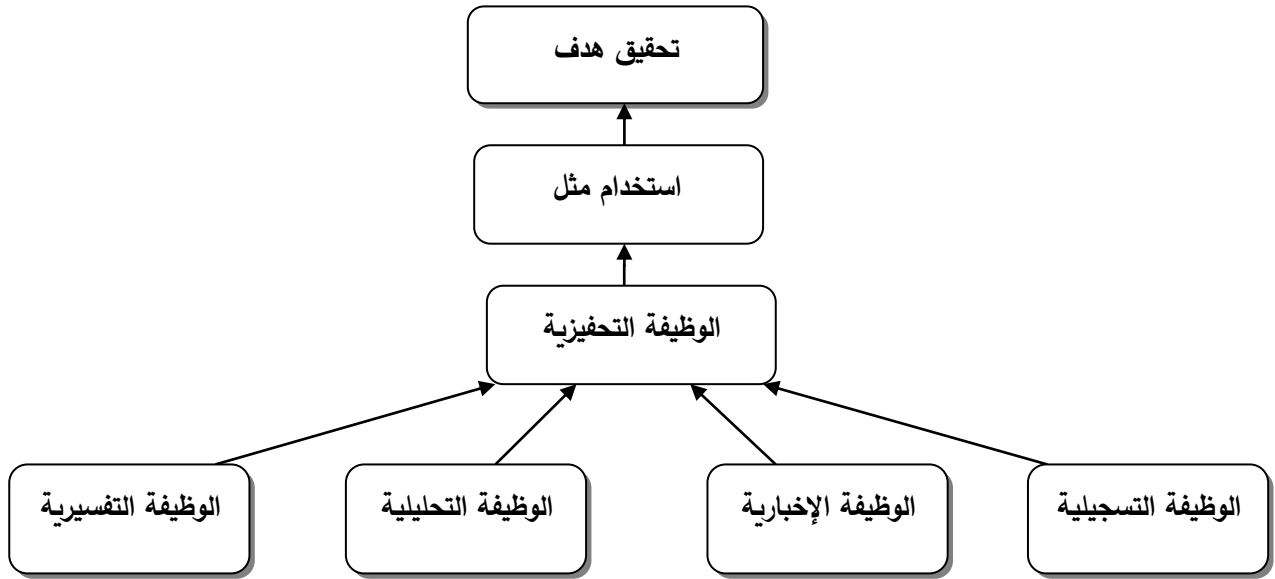 تحقيق هدف
استخدام مثل
الوظيفة التحفيزية
الوظيفة التسجيلية
الوظيفة الإخبارية
الوظيفة التحليلية
الوظيفة التفسيرية